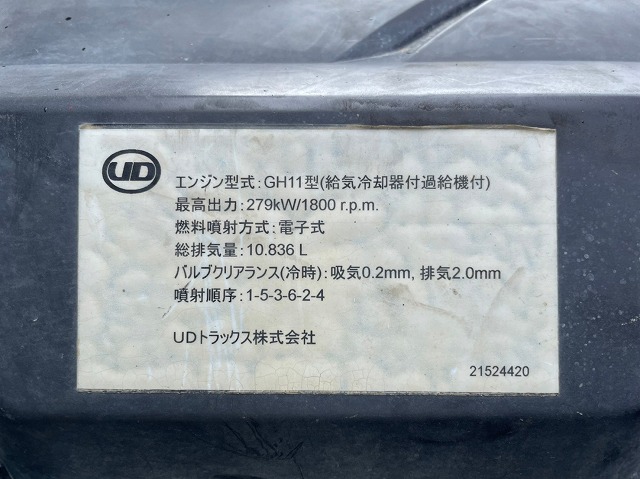 UD
エンジン型式：GH11型(給気冷却器付過給機付)
最高出力：279kW/1800 r.p.m.
燃料噴射方式：電子式
総排気量：10.836 L
バルブクリアランス(冷時)：吸気0.2mm, 排気2.0mm
噴射順序：1-5-3-6-2-4
UDトラックス株式会社
21524420